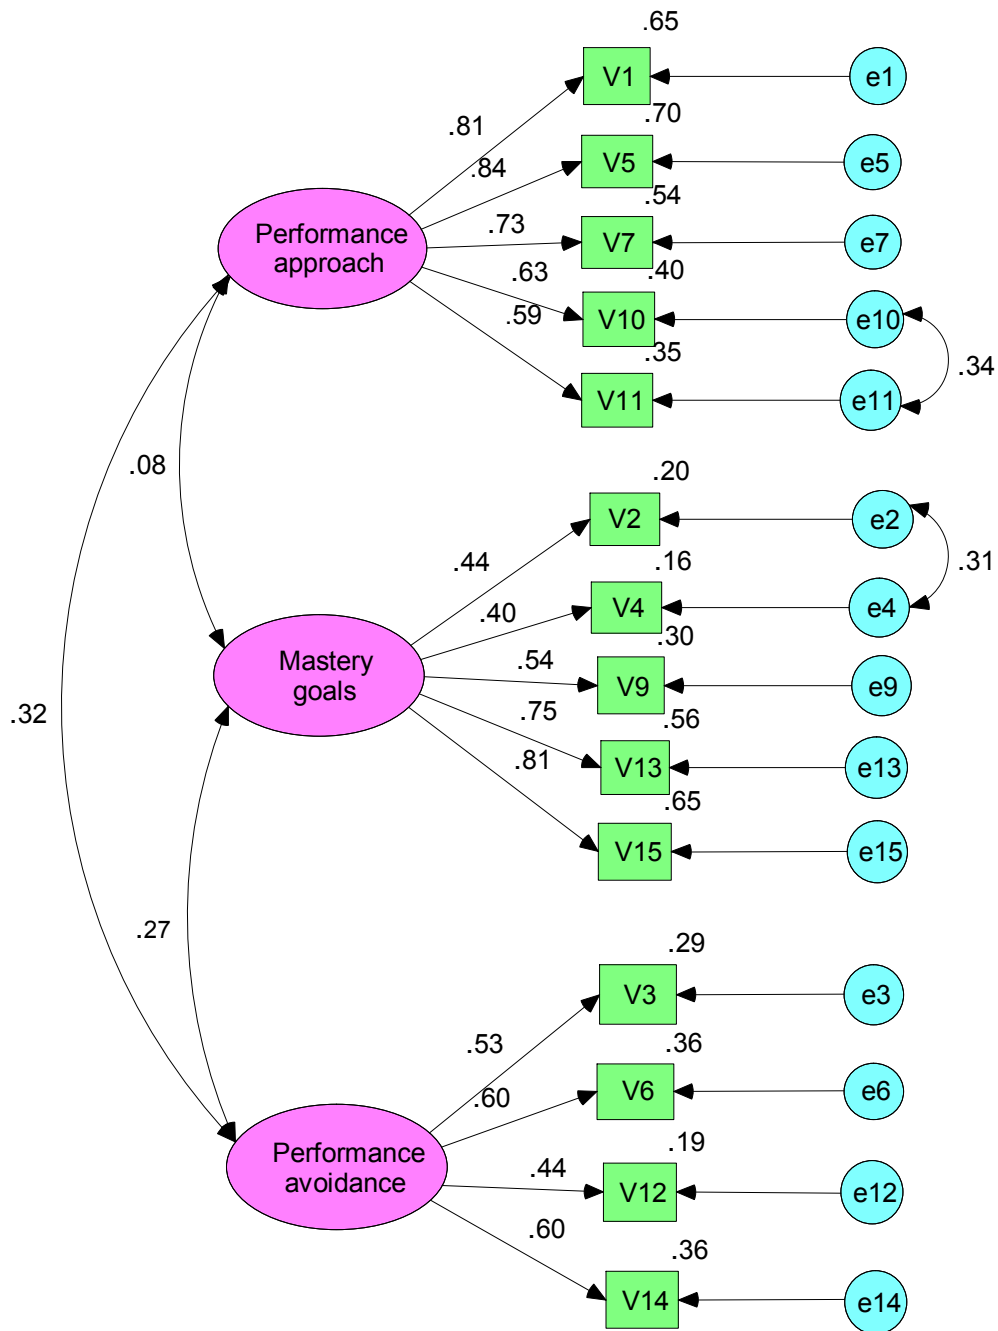 .65
V1
e1
.81
.70
V5
e5
.84
.54
Performance
approach
.73
V7
e7
.40
.63
V10
e10
.59
.35
.34
V11
e11
.08
.20
V2
e2
.44
.16
.31
.40
V4
e4
.30
Mastery
goals
.54
V9
e9
.32
.75
.56
V13
e13
.81
.65
V15
e15
.27
.29
V3
e3
.53
.36
.60
V6
e6
.19
Performance
avoidance
.44
V12
e12
.60
.36
V14
e14